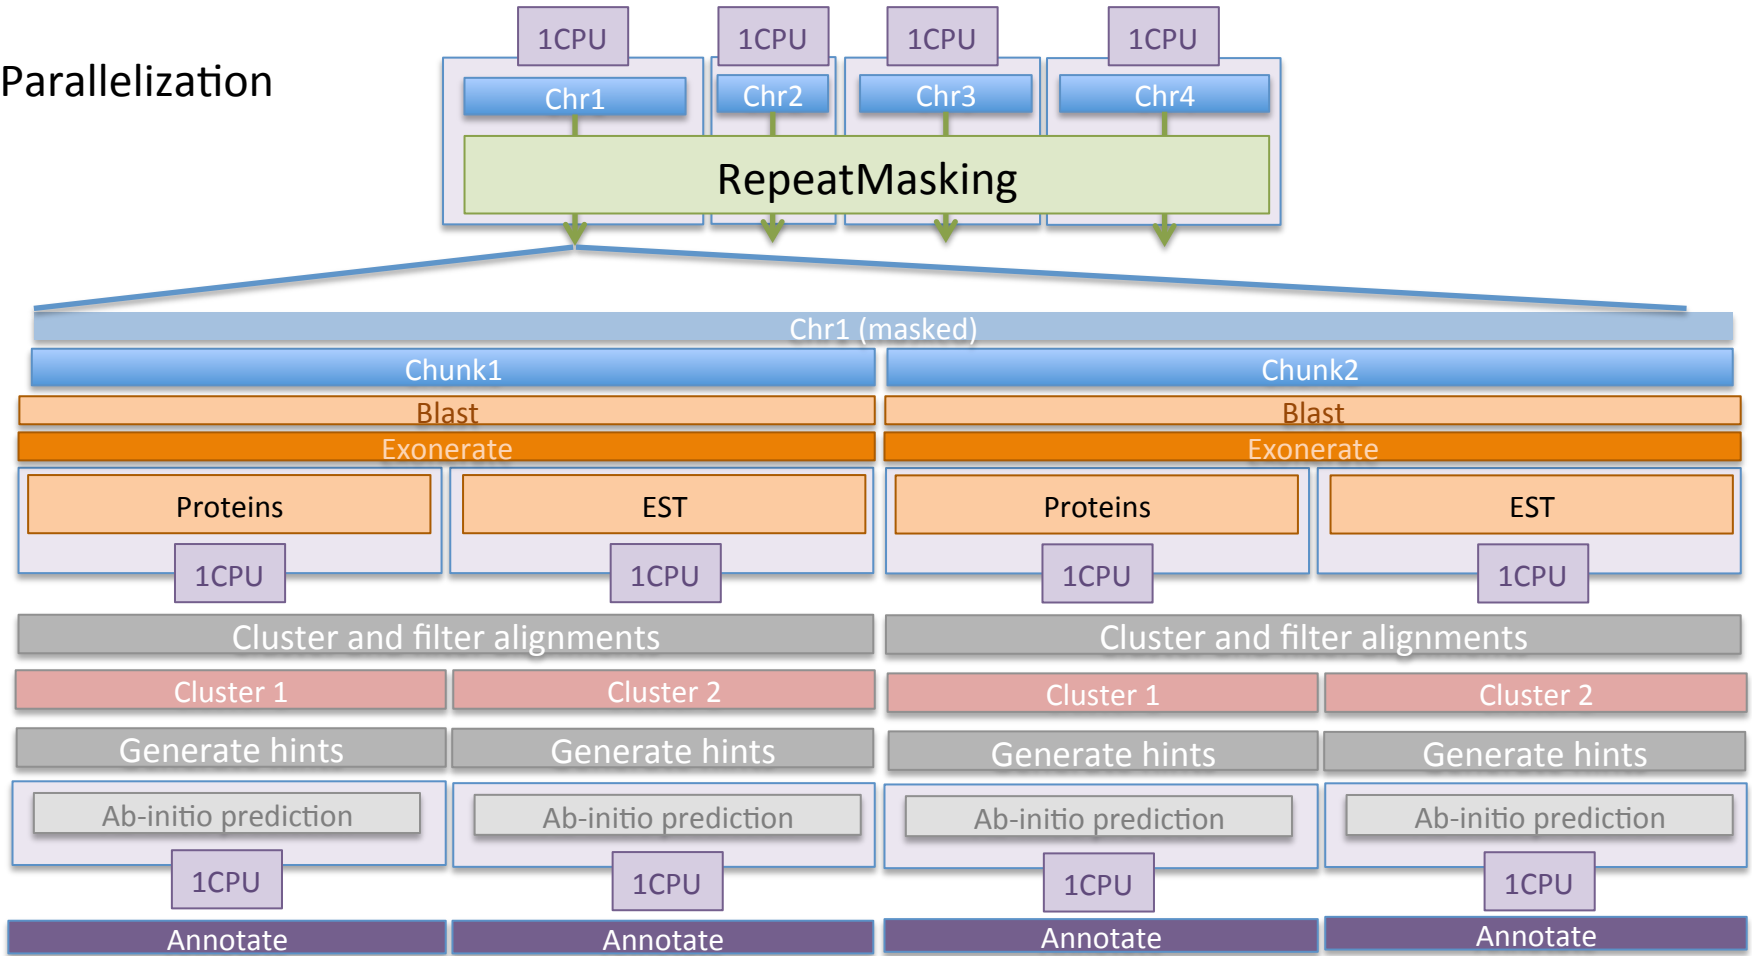 1CPU 1CPU 1CPU 1CPU
Parallelization
Chr1 Chr2 Chr3 Chr4
RepeatMasking
Chr1 (masked)
Chunk1 Chunk2
Blast Blast
Exonerate Exonerate
Proteins EST Proteins EST
1CPU 1CPU 1CPU 1CPU
Cluster and filter alignments Cluster and filter alignments
Cluster 1 Cluster 2 Cluster 1 Cluster 2
Generate hints Generate hints Generate hints Generate hints
Ab-initio prediction Ab-initio prediction Ab-initio prediction Ab-initio prediction
1CPU 1CPU 1CPU 1CPU
Annotate Annotate Annotate Annotate